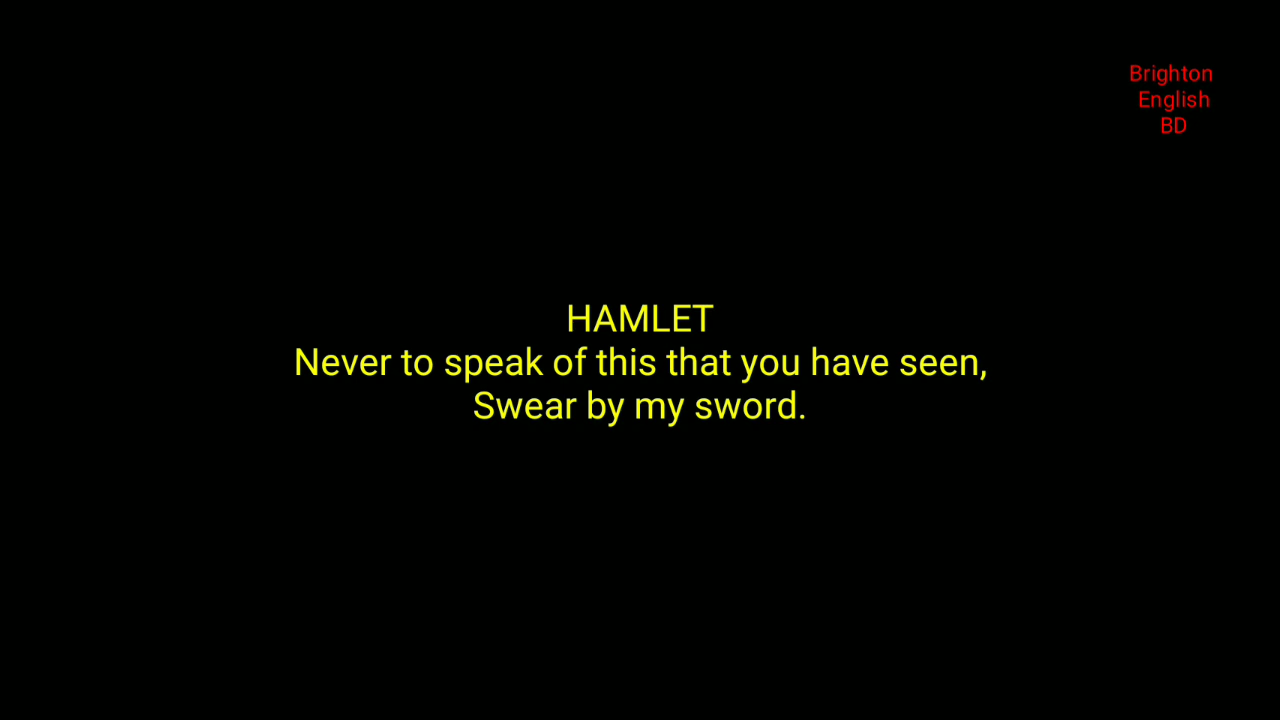 Brighton
English
BD
HAMLET
Never to speak of this that you have seen,
Swear by my sword.